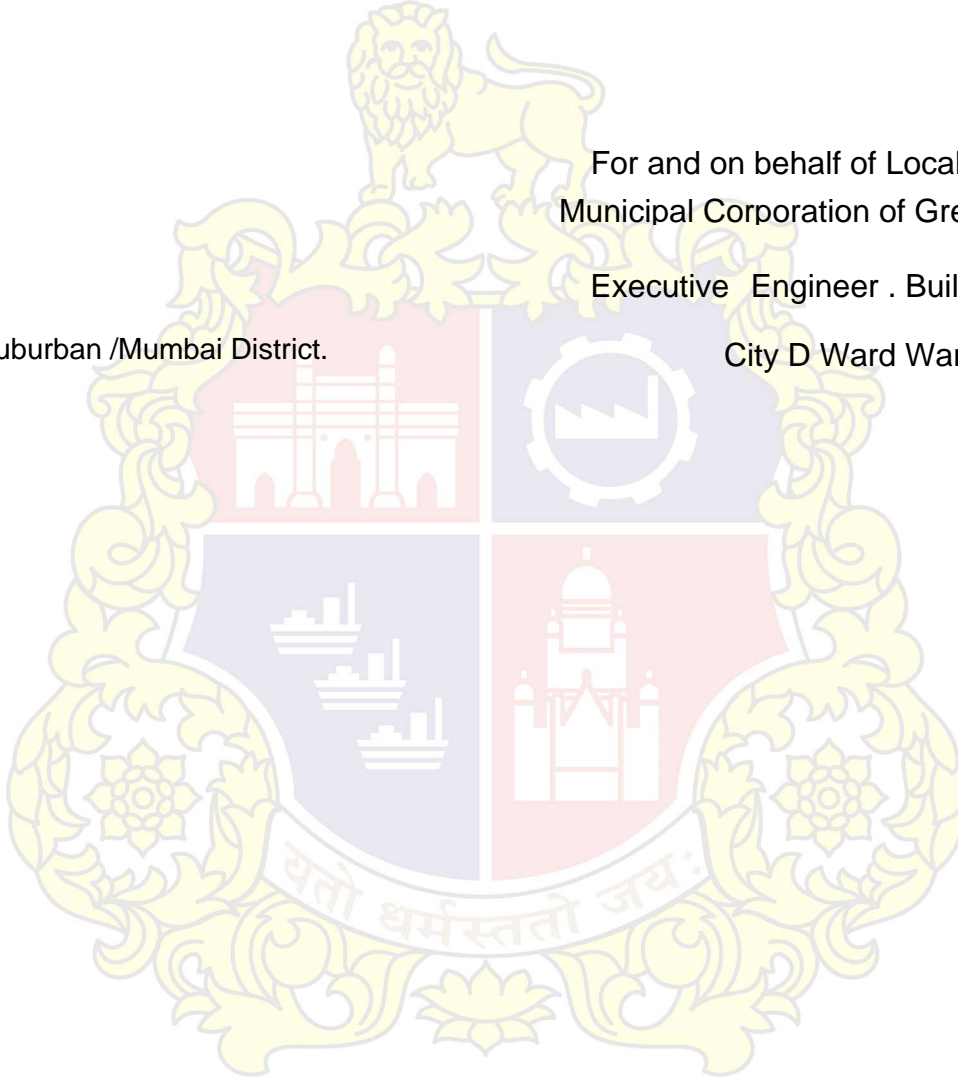 For and on behalf of Local
Municipal Corporation of Gre
Executive Engineer . Buil
uburban /Mumbai District.
City D Ward War
यतो धर्मस्ततो जय: